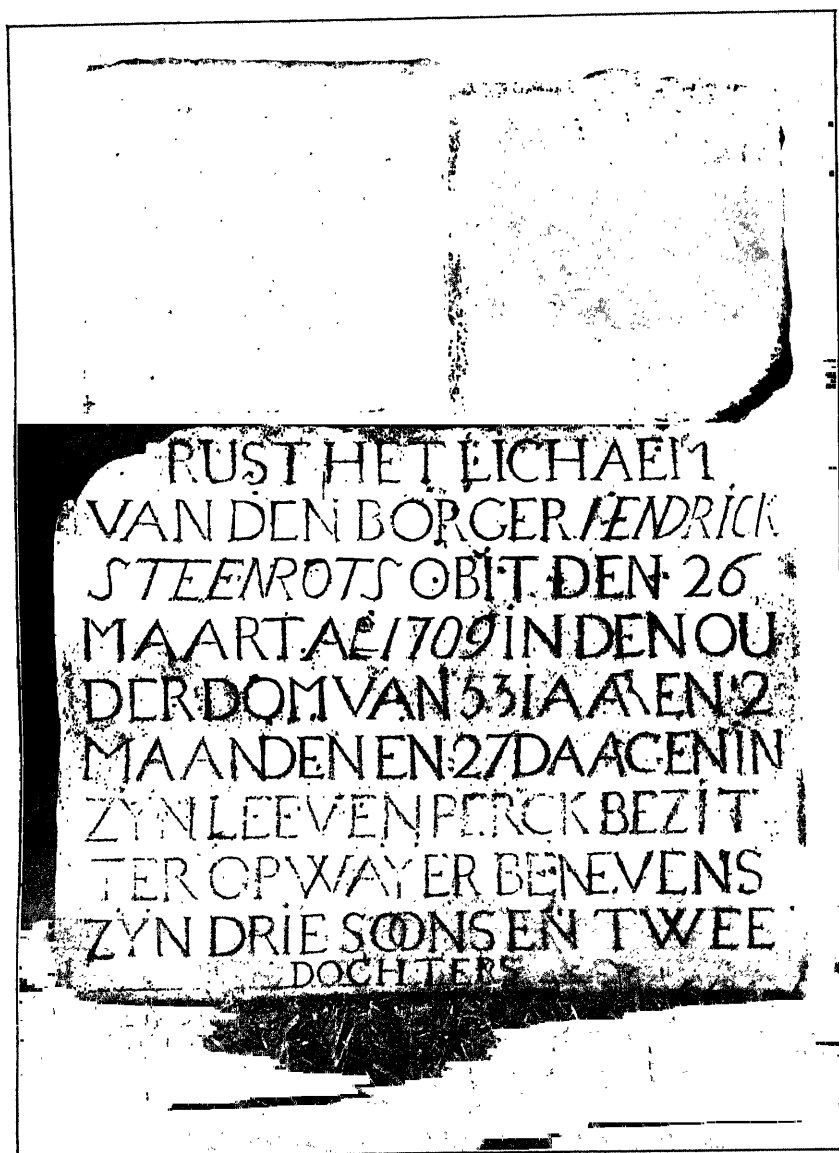 RUST HET LICHAEM
VAN DEN BORGER HENDRICK
STEENROTS OBIT DEN 26
MAART Ao 1709 IN DEN OU
DERDOM VAN 53 IAAREN 2
MAANDEN EN 27 DAAGEN IN
ZYN LEEVEN PERCK BEZIT
TER OP WAYER BENEVENS
ZYN DRIE SOONS EN TWEE
DOCHTERS